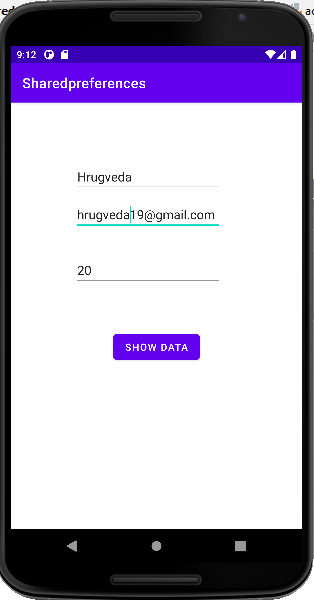 9:12
Sharedpreferences
Hrugveda
hrugveda19@gmail.com
20
SHOW DATA